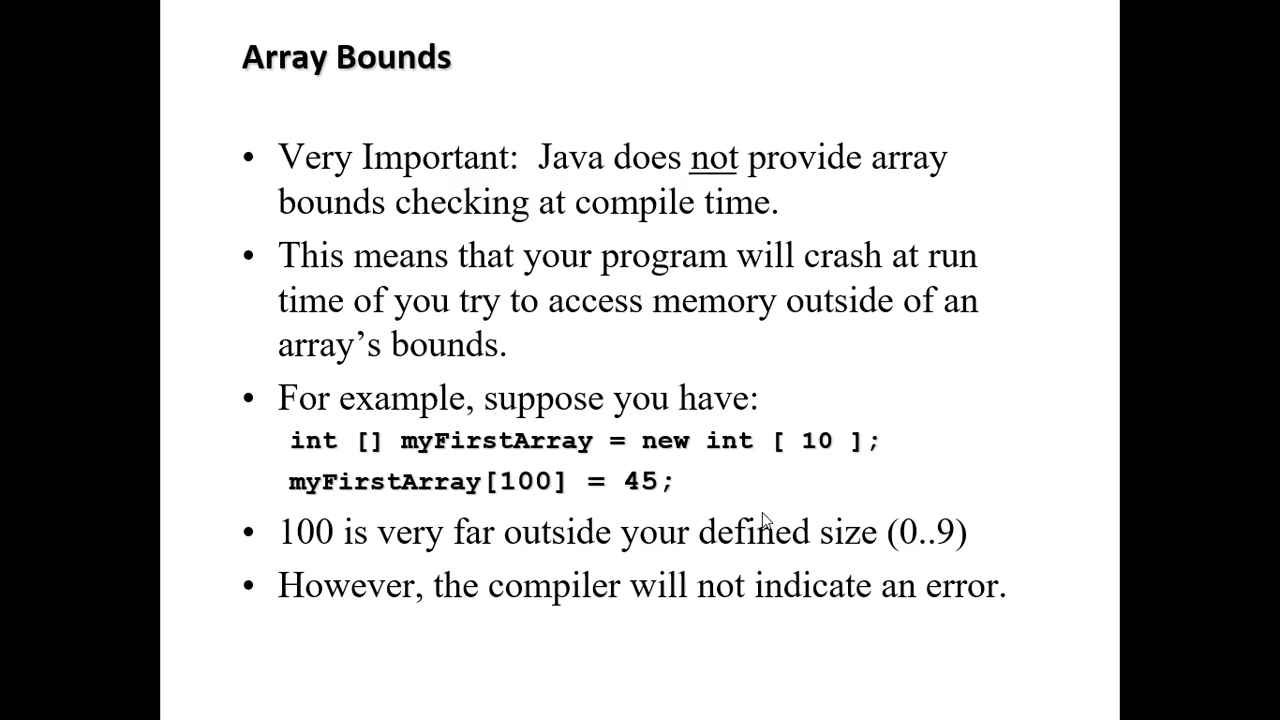 Array Bounds
• Very Important: Java does not provide array
bounds checking at compile time.
• This means that your program will crash at run
time of you try to access memory outside of an
array’s bounds.
• For example, suppose you have:
int [] myFirstArray = new int [ 10 ];
myFirstArray[100] = 45;
• 100 is very far outside your defined size (0..9)
• However, the compiler will not indicate an error.